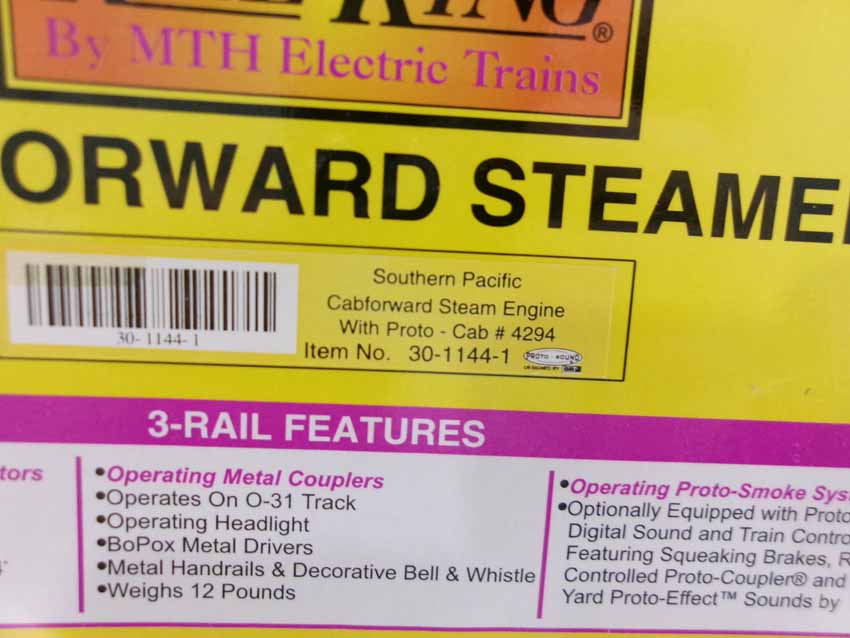 KING®
By MTH Electric Trains
ORWARD STEAME
30-1144-1
Southern Pacific
Cabforward Steam Engine
With Proto - Cab # 4294
Item No. 30-1144-1 PROTO SOUND
3-RAIL FEATURES
tors
•Operating Metal Couplers
•Operates On O-31 Track
•Operating Headlight
•BoPox Metal Drivers
•Metal Handrails & Decorative Bell & Whistle
•Weighs 12 Pounds
•Operating Proto-Smoke Sys
•Optionally Equipped with Proto
Digital Sound and Train Contro
Featuring Squeaking Brakes, R
Controlled Proto-Coupler® and
Yard Proto-Effect™ Sounds by